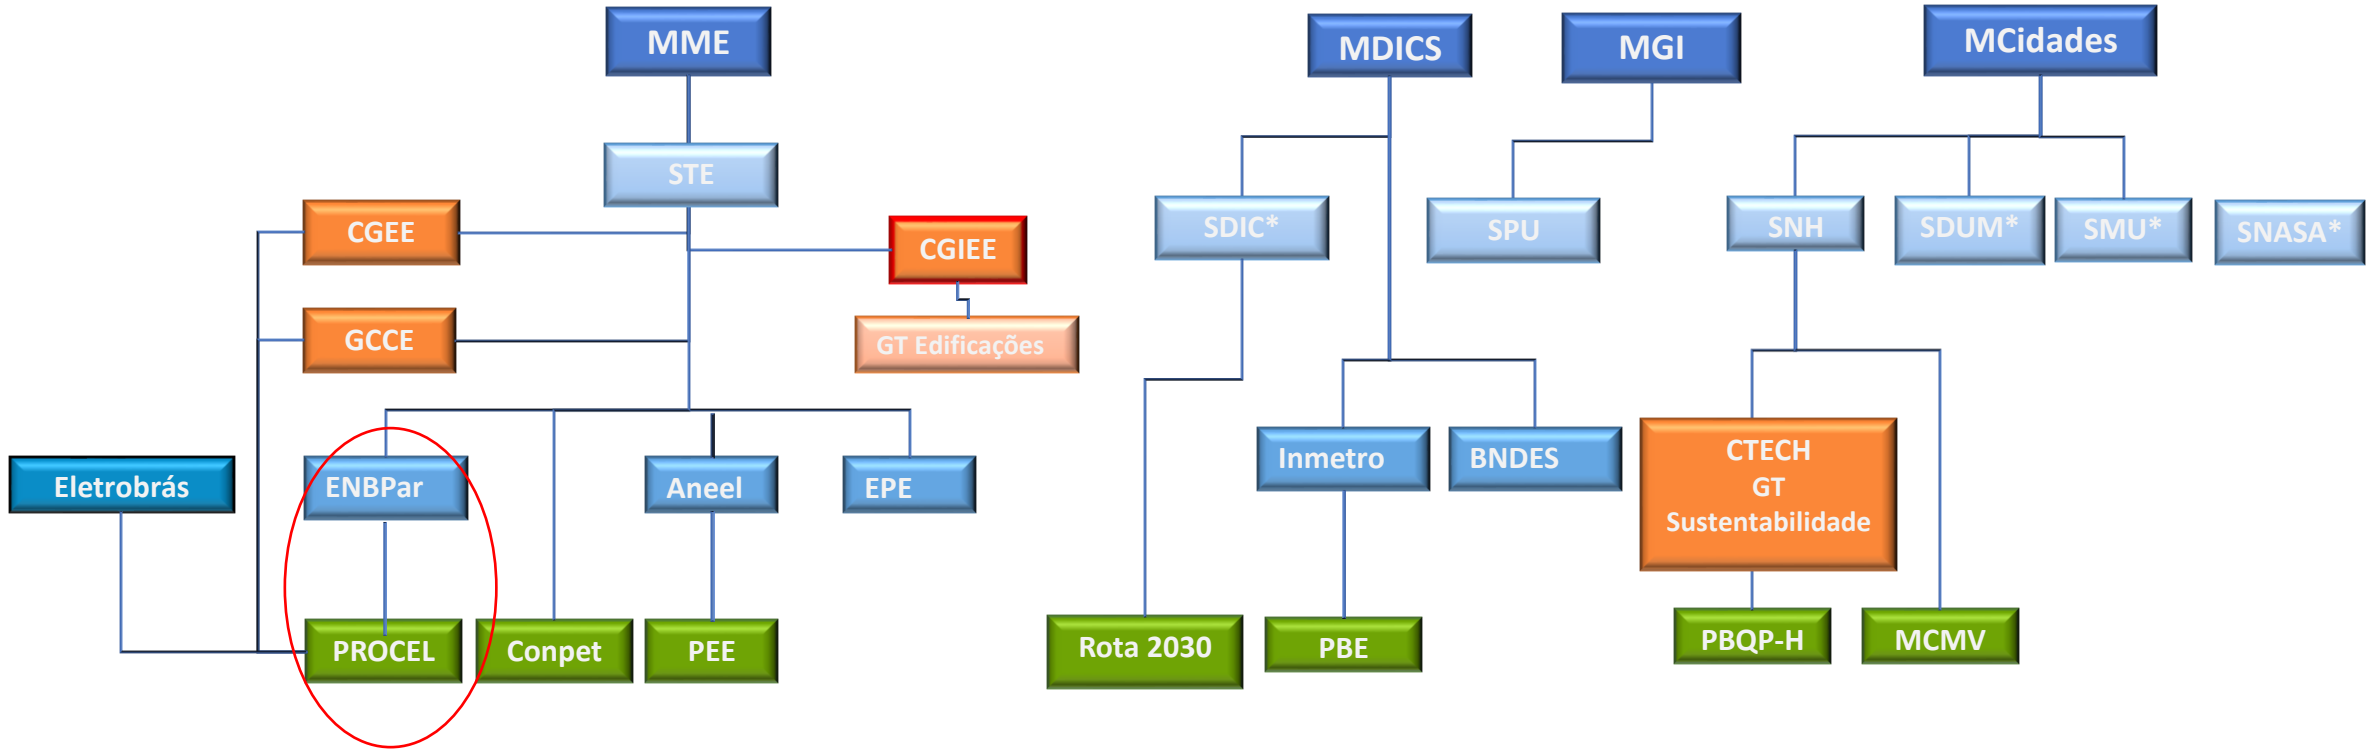 MME
MDICS
MGI
MCidades
STE
CGEE
CGIEE
SDIC*
SPU
SNH
SDUM*
SMU*
SNASA*
GCCE
GT Edificações
Eletrobrás
ENBPar
Aneel
EPE
Inmetro
BNDES
CTECH
GT
Sustentabilidade
PROCEL
Conpet
PEE
Rota 2030
PBE
PBQP-H
MCMV